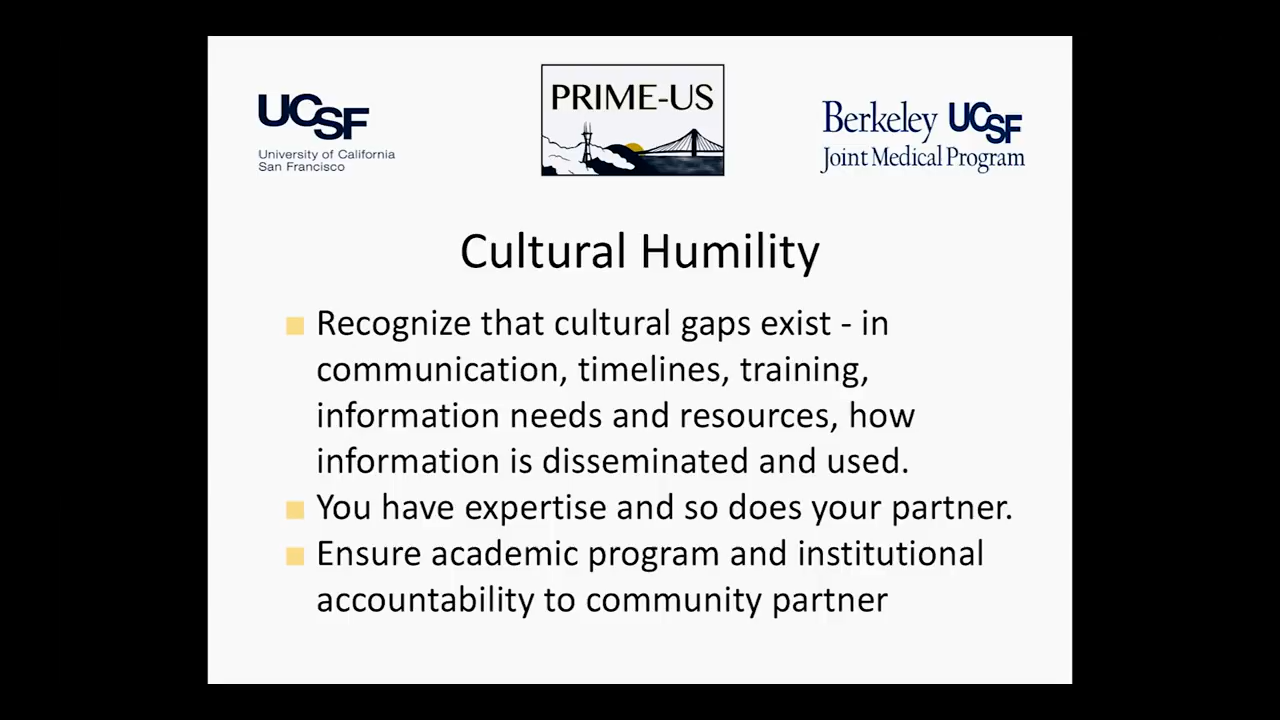 UCSF
University of California
San Francisco
PRIME-US
Berkeley UCSF
Joint Medical Program
Cultural Humility
Recognize that cultural gaps exist - in
communication, timelines, training,
information needs and resources, how
information is disseminated and used.
You have expertise and so does your partner.
Ensure academic program and institutional
accountability to community partner